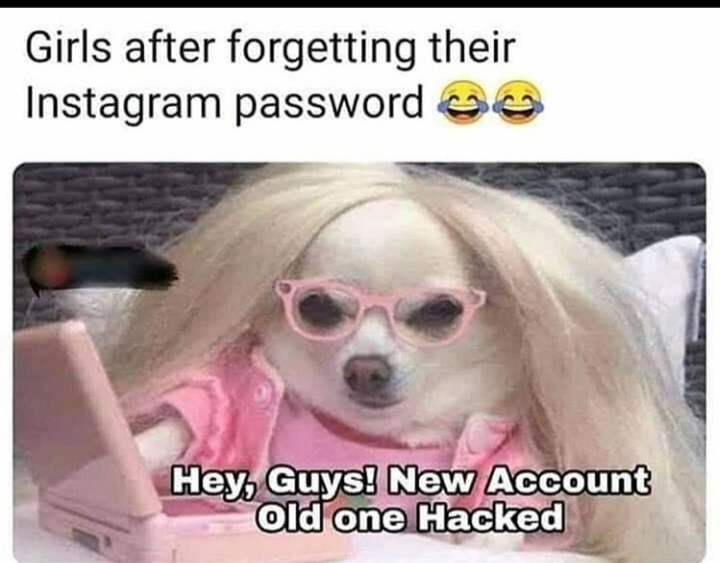 Girls after forgetting their
Instagram password 😂😂
Hey, Guys! New Account
Old one Hacked